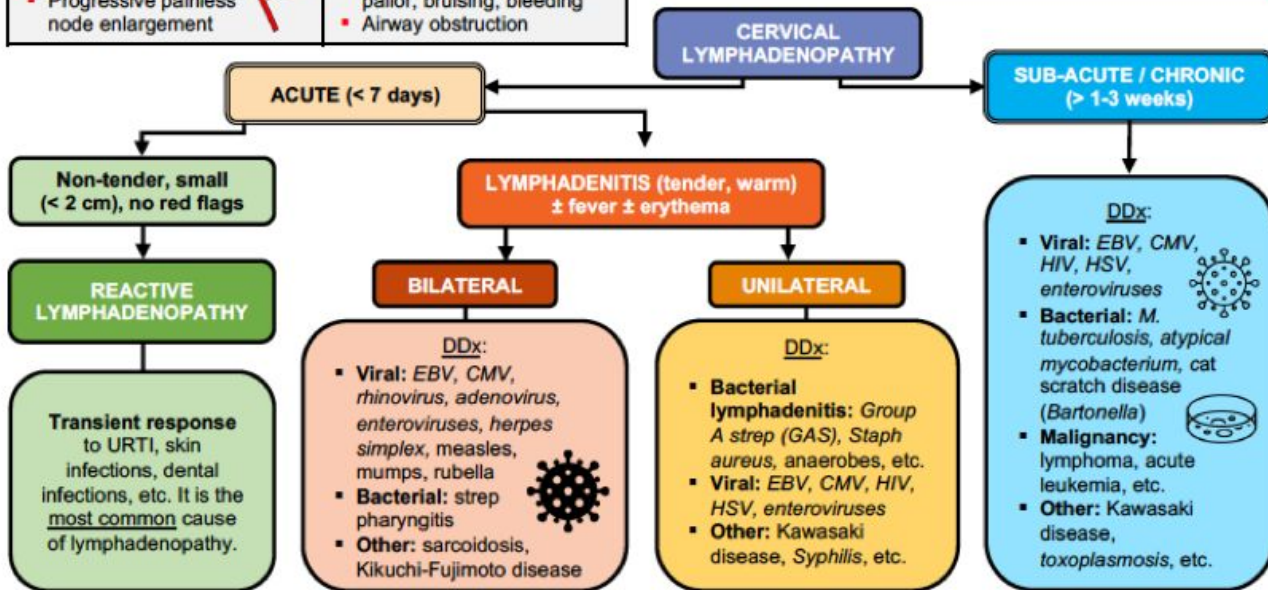 ▪ Progressive painless
node enlargement
pallor, bruising, bleeding
▪ Airway obstruction
CERVICAL
LYMPHADENOPATHY
ACUTE (< 7 days)
SUB-ACUTE / CHRONIC
(> 1-3 weeks)
Non-tender, small
(< 2 cm), no red flags
LYMPHADENITIS (tender, warm)
± fever ± erythema
REACTIVE
LYMPHADENOPATHY
BILATERAL
UNILATERAL
Transient response
to URTI, skin
infections, dental
infections, etc. It is the
most common cause
of lymphadenopathy.
DDx:
▪ Viral: EBV, CMV,
rhinovirus, adenovirus,
enteroviruses, herpes
simplex, measles,
mumps, rubella
▪ Bacterial: strep
pharyngitis
▪ Other: sarcoidosis,
Kikuchi-Fujimoto disease
DDx:
▪ Bacterial
lymphadenitis: Group
A strep (GAS), Staph
aureus, anaerobes, etc.
▪ Viral: EBV, CMV, HIV,
HSV, enteroviruses
▪ Other: Kawasaki
disease, Syphilis, etc.
DDx:
▪ Viral: EBV, CMV,
HIV, HSV,
enteroviruses
▪ Bacterial: M.
tuberculosis, atypical
mycobacterium, cat
scratch disease
(Bartonella)
▪ Malignancy:
lymphoma, acute
leukemia, etc.
▪ Other: Kawasaki
disease,
toxoplasmosis, etc.